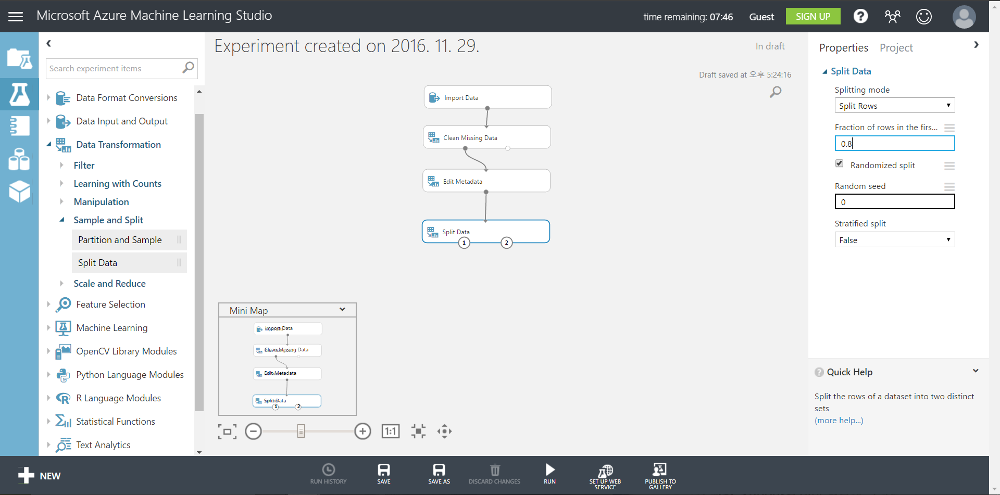 Microsoft Azure Machine Learning Studio
time remaining: 07:46
Guest
SIGN UP
?
Search experiment items
Data Format Conversions
Data Input and Output
Data Transformation
Filter
Learning with Counts
Manipulation
Sample and Split
Partition and Sample
Split Data
Scale and Reduce
Feature Selection
Machine Learning
OpenCV Library Modules
Python Language Modules
R Language Modules
Statistical Functions
Text Analytics
Experiment created on 2016. 11. 29.
In draft
Draft saved at 오후 5:24:16
Import Data
Clean Missing Data
Edit Metadata
Split Data
1
2
Mini Map
Import Data
Clean Missing Data
Edit Metadata
Split Data
1
2
1:1
Properties
Project
Split Data
Splitting mode
Split Rows
Fraction of rows in the firs...
0.8
Randomized split
Random seed
0
Stratified split
False
? Quick Help
Split the rows of a dataset into two distinct
sets
(more help...)
NEW
RUN HISTORY
SAVE
SAVE AS
DISCARD CHANGES
RUN
SET UP WEB
SERVICE
PUBLISH TO
GALLERY